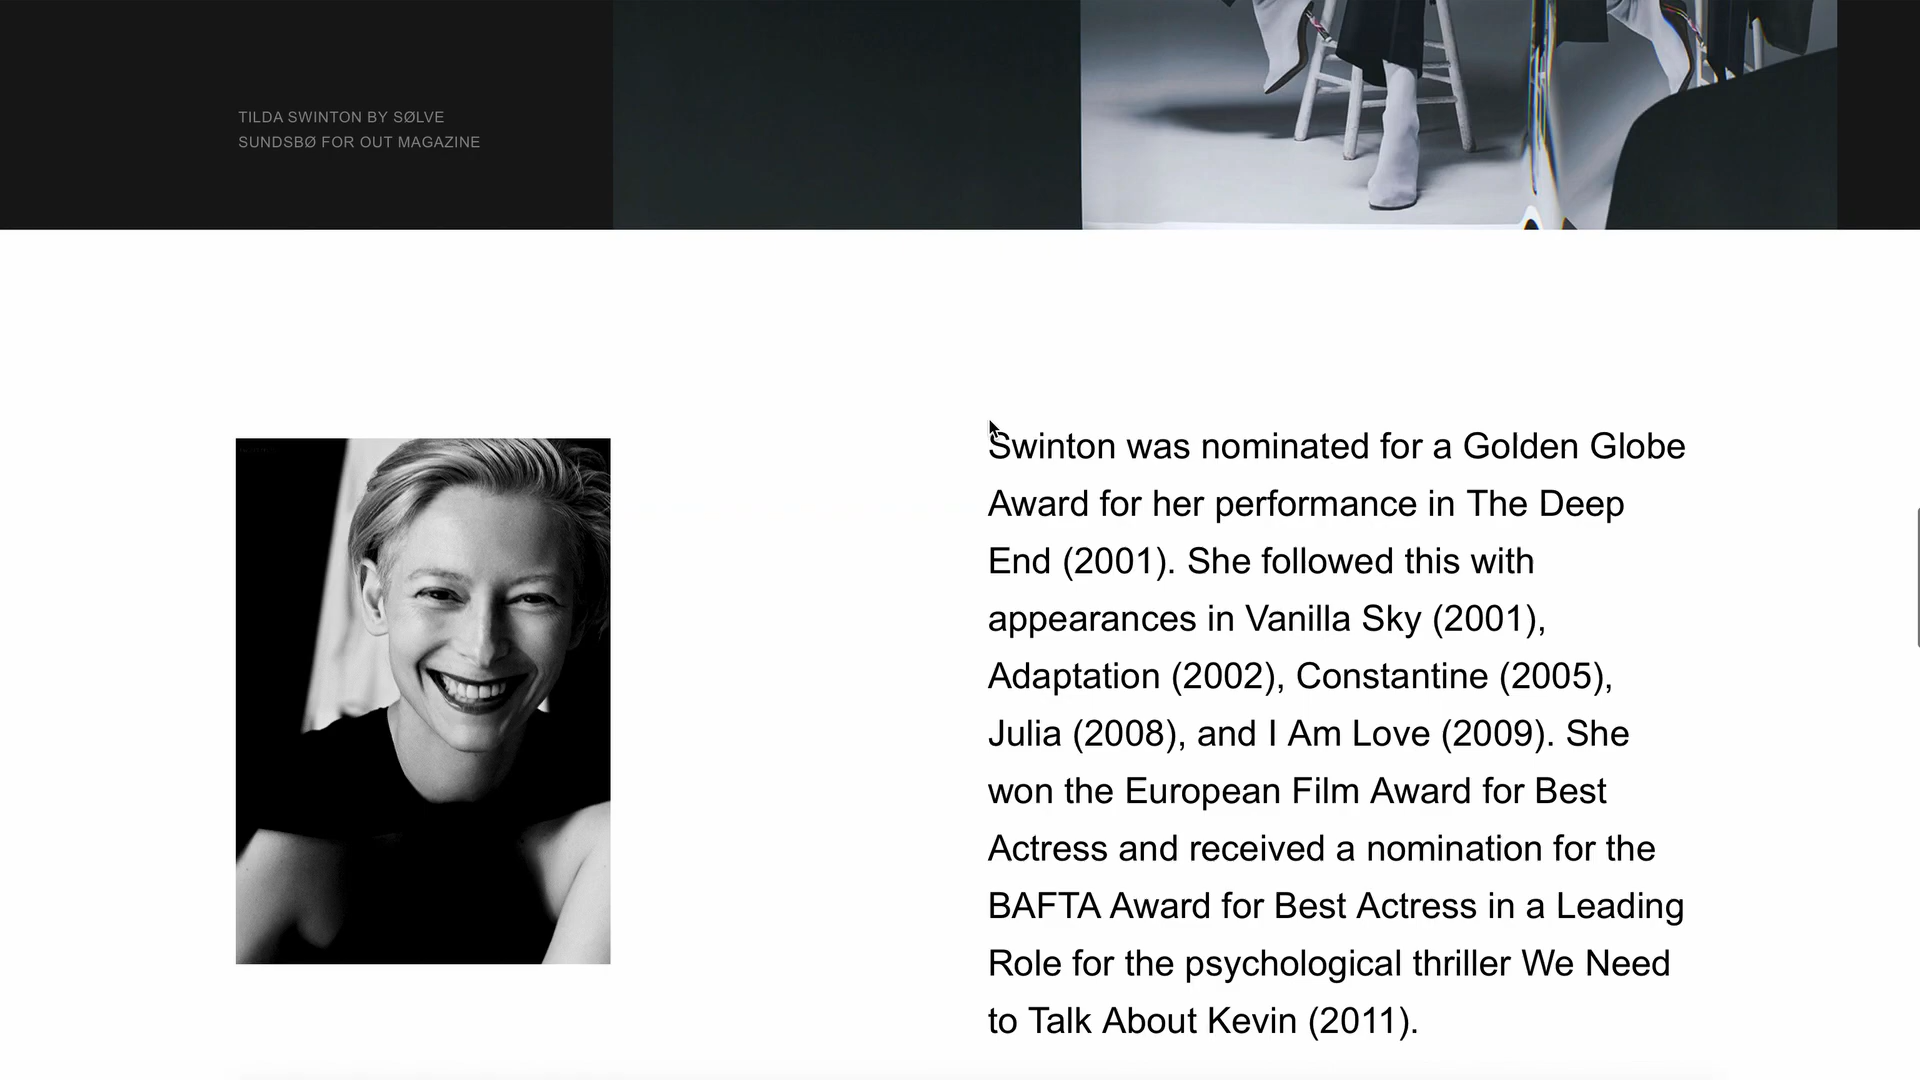 TILDA SWINTON BY SØLVE
SUNDSBØ FOR OUT MAGAZINE
Swinton was nominated for a Golden Globe
Award for her performance in The Deep
End (2001). She followed this with
appearances in Vanilla Sky (2001),
Adaptation (2002), Constantine (2005),
Julia (2008), and I Am Love (2009). She
won the European Film Award for Best
Actress and received a nomination for the
BAFTA Award for Best Actress in a Leading
Role for the psychological thriller We Need
to Talk About Kevin (2011).